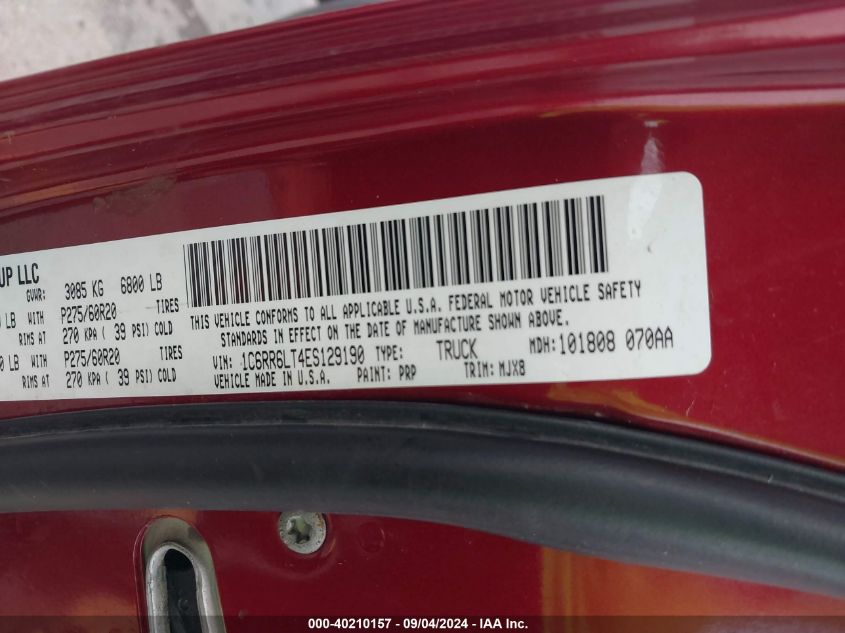 UP LLC
GVWR: 3085 KG 6800 LB
LB WITH P275/60R20 TIRES
RIMS AT 270 KPA ( 39 PSI) COLD
LB WITH P275/60R20 TIRES
RIMS AT 270 KPA ( 39 PSI) COLD
THIS VEHICLE CONFORMS TO ALL APPLICABLE U.S.A. FEDERAL MOTOR VEHICLE SAFETY
STANDARDS IN EFFECT ON THE DATE OF MANUFACTURE SHOWN ABOVE.
VIN: 1C6RR6LT4ES129190 TYPE: TRUCK MDH: 101808 070AA
VEHICLE MADE IN U.S.A. PAINT: PRP TRIM: MJXB
000-40210157 - 09/04/2024 - IAA Inc.